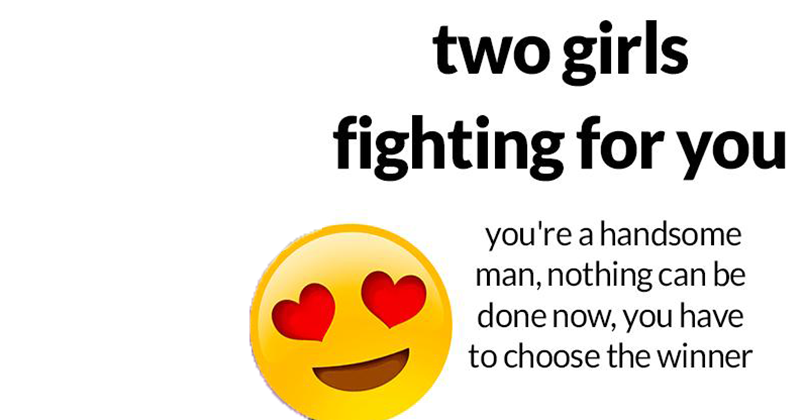 two girls
fighting for you
you're a handsome
man, nothing can be
done now, you have
to choose the winner